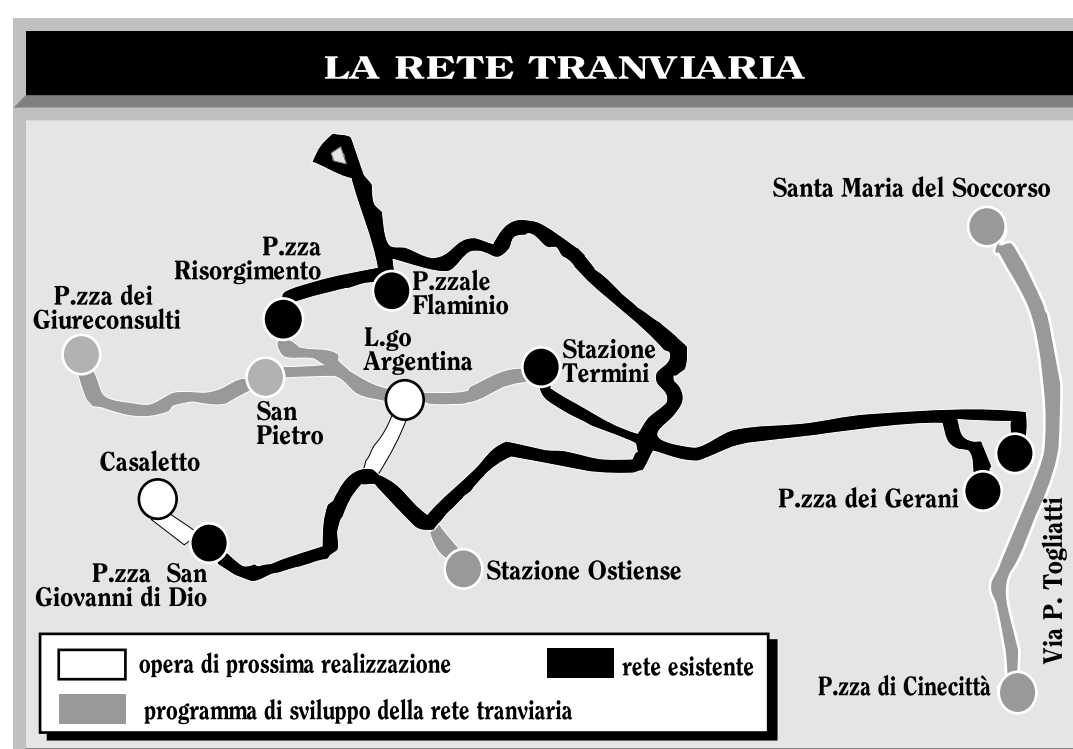 LA RETE TRANVIARIA
Santa Maria del Soccorso
P.zza
Risorgimento
P.zzale
Flaminio
P.zza dei
Giureconsulti
L.go
Argentina
Stazione
Termini
San
Pietro
Casaletto
P.zza dei Gerani
P.zza San
Giovanni di Dio
Stazione Ostiense
Via P. Togliatti
P.zza di Cinecittà
opera di prossima realizzazione
rete esistente
programma di sviluppo della rete tranviaria